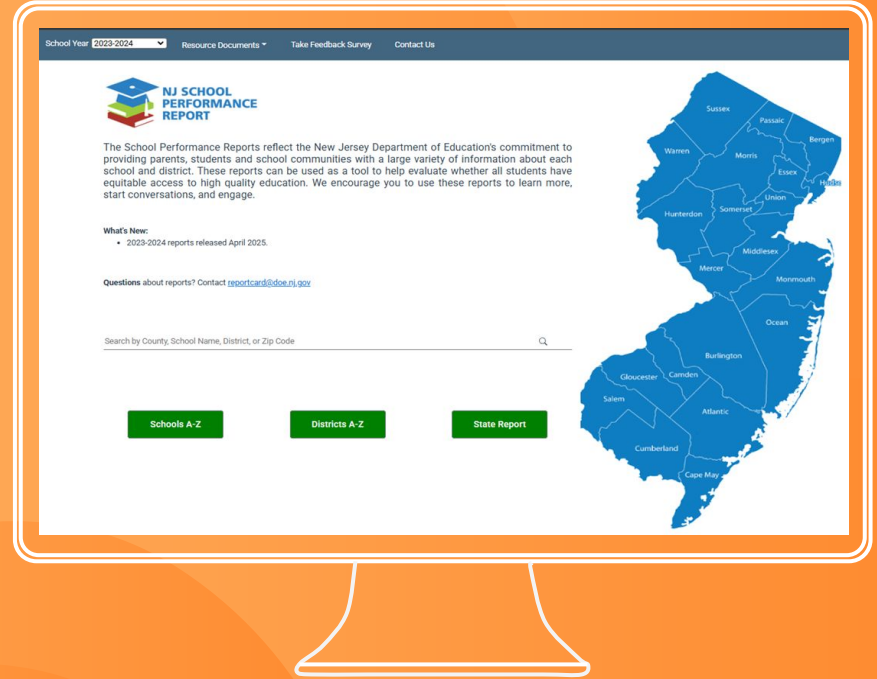 School Year 2023-2024 Resource Documents Take Feedback Survey Contact Us
NJ SCHOOL
PERFORMANCE
REPORT
The School Performance Reports reflect the New Jersey Department of Education's commitment to
providing parents, students and school communities with a large variety of information about each
school and district. These reports can be used as a tool to help evaluate whether all students have
equitable access to high quality education. We encourage you to use these reports to learn more,
start conversations, and engage.
What's New:
• 2023-2024 reports released April 2025.
Questions about reports? Contact reportcard@doe.nj.gov
Search by County, School Name, District, or Zip Code
Schools A-Z
Districts A-Z
State Report
Sussex
Passaic
Bergen
Warren
Morris
Essex
Union
Hunterdon
Somerset
Middlesex
Mercer
Monmouth
Ocean
Burlington
Gloucester
Camden
Salem
Atlantic
Cumberland
Cape May